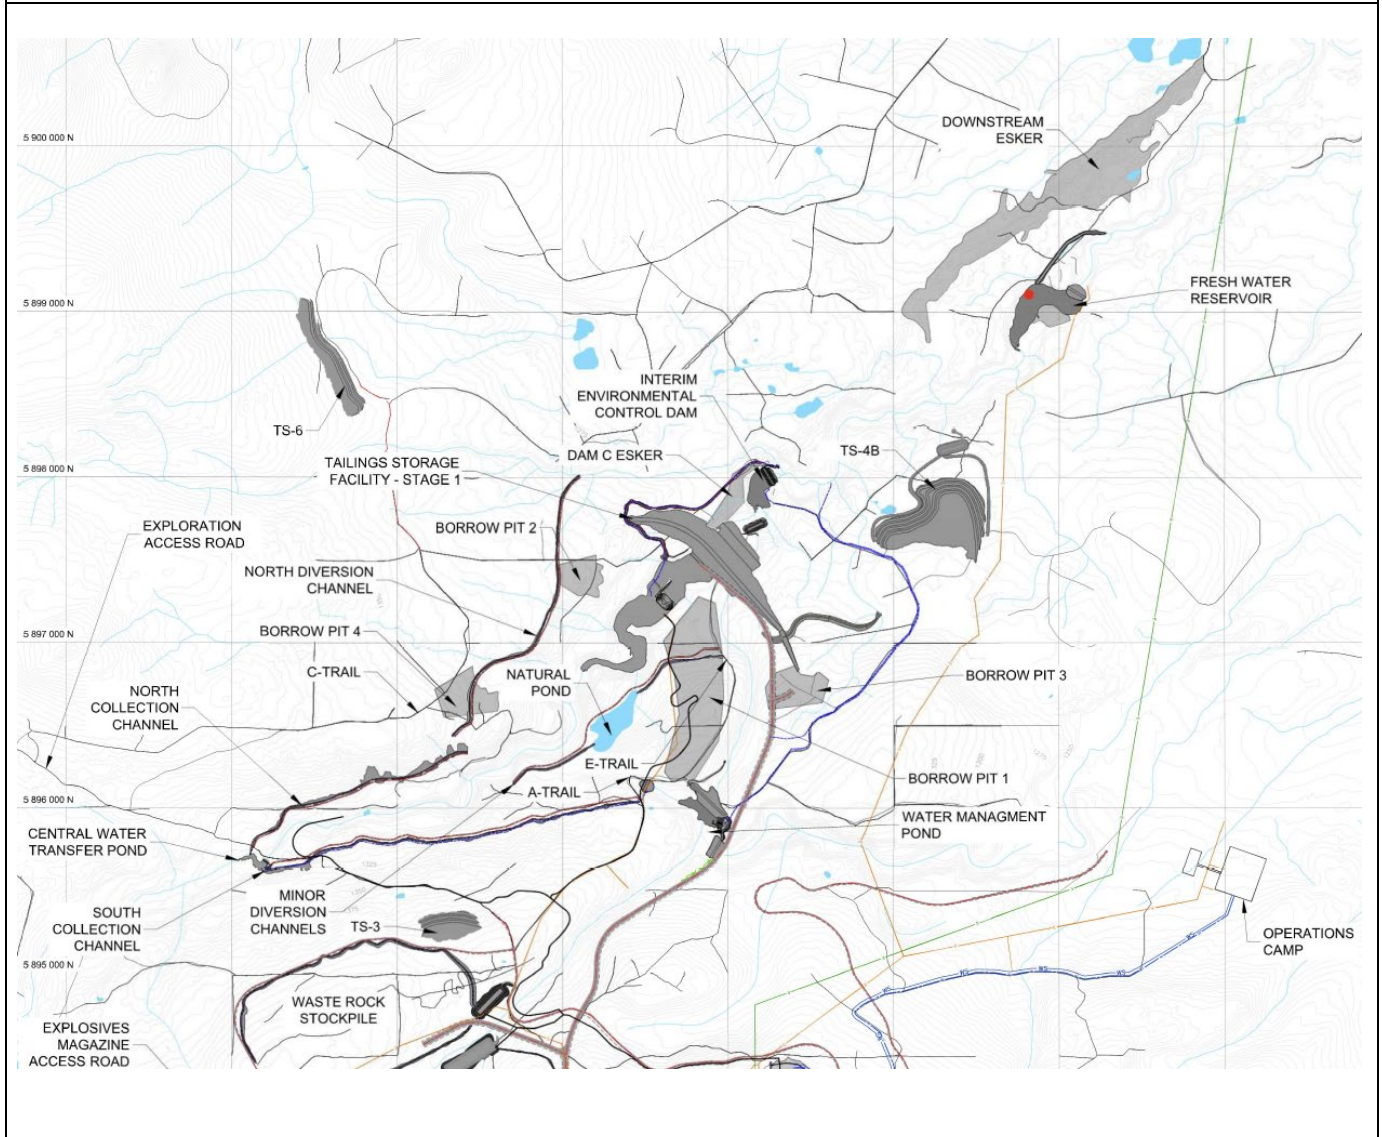 DOWNSTREAM
ESKER
5 900 000 N
FRESH WATER
RESERVOIR
5 899 000 N
INTERIM
ENVIRONMENTAL
CONTROL DAM
TS-6
DAM C ESKER
TS-4B
TAILINGS STORAGE
FACILITY - STAGE 1
5 898 000 N
EXPLORATION
ACCESS ROAD
BORROW PIT 2
NORTH DIVERSION
CHANNEL
5 897 000 N
BORROW PIT 4
C-TRAIL
NATURAL
POND
BORROW PIT 3
NORTH
COLLECTION
CHANNEL
E-TRAIL
A-TRAIL
BORROW PIT 1
5 896 000 N
WATER MANAGMENT
POND
CENTRAL WATER
TRANSFER POND
MINOR
DIVERSION
CHANNELS
TS-3
SOUTH
COLLECTION
CHANNEL
OPERATIONS
CAMP
5 895 000 N
WS
WS
WS
WASTE ROCK
STOCKPILE
EXPLOSIVES
MAGAZINE
ACCESS ROAD